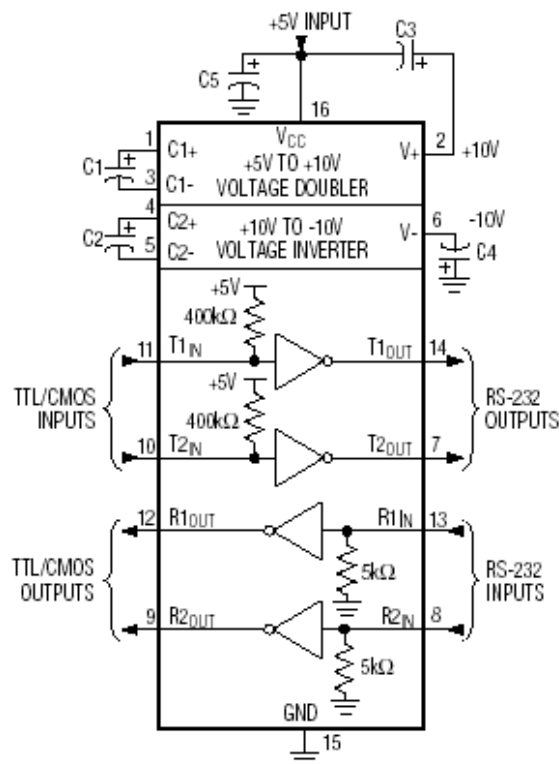 +5V INPUT
C3
C5
+
+
16
1
VCC
2
C1+
+5V TO +10V
V+
+10V
C1
+
3
C1-
VOLTAGE DOUBLER
4
C2+
+10V TO -10V
6
-10V
C2
+
5
C2-
VOLTAGE INVERTER
V-
C4
+
+5V
400kΩ
11
T1IN
T1OUT
14
TTL/CMOS
INPUTS
+5V
400kΩ
RS-232
OUTPUTS
10
T2IN
T2OUT
7
12
R1OUT
R1IN
13
TTL/CMOS
OUTPUTS
5kΩ
RS-232
INPUTS
9
R2OUT
R2IN
8
5kΩ
GND
15